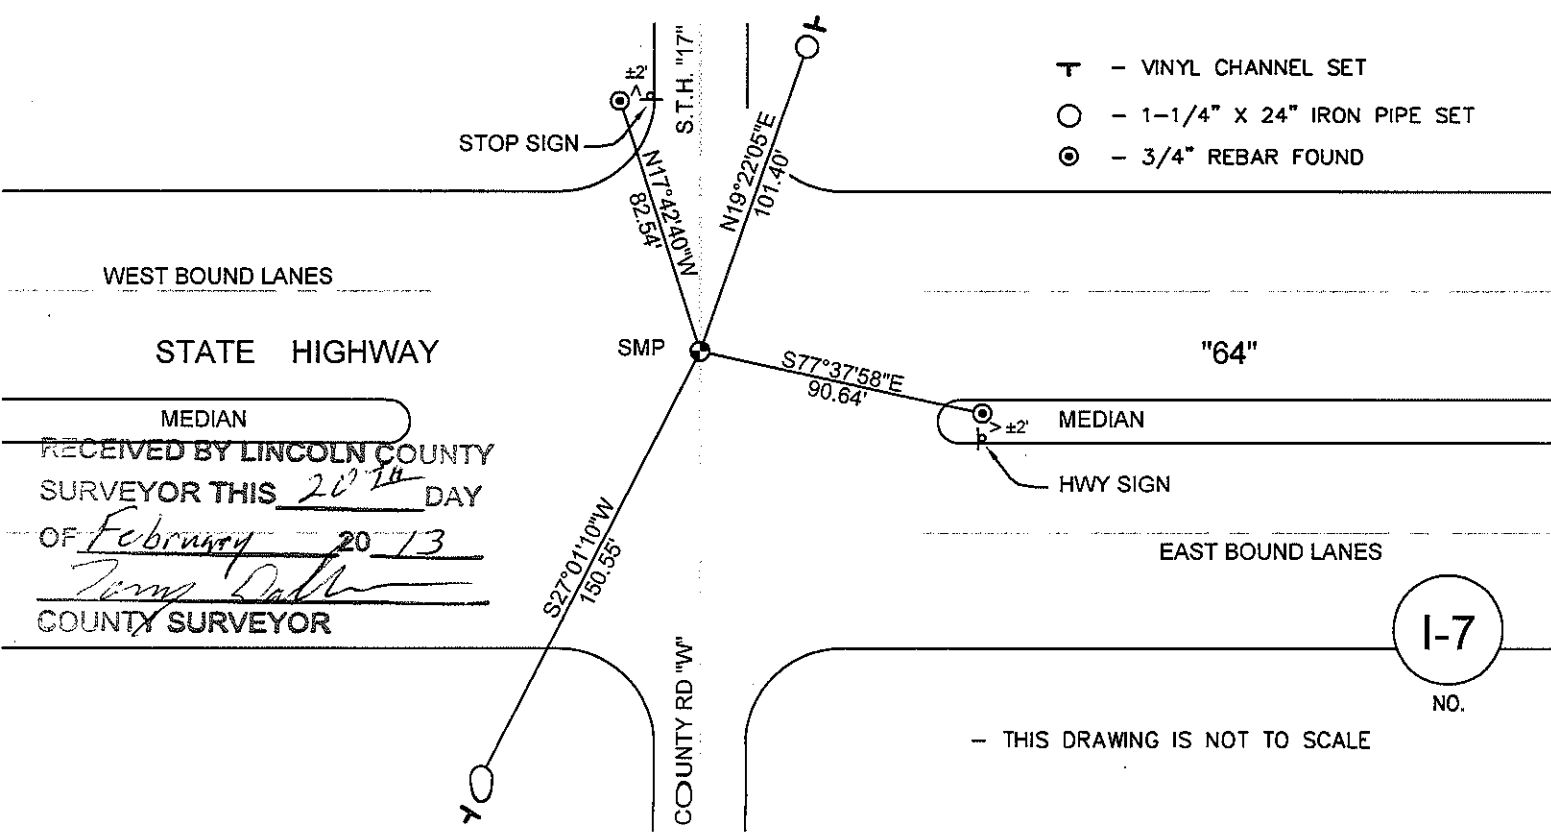 S.T.H. "17"
±2'
STOP SIGN
N17°42'40"W
82.54'
N19°22'05"E
101.40'
– VINYL CHANNEL SET
– 1-1/4" X 24" IRON PIPE SET
– 3/4" REBAR FOUND
WEST BOUND LANES
STATE HIGHWAY
"64"
SMP
S77°37'58"E
90.64'
MEDIAN
MEDIAN
±2'
HWY SIGN
RECEIVED BY LINCOLN COUNTY
SURVEYOR THIS 20TH DAY
OF February 2013
COUNTY SURVEYOR
S27°01'10"W
150.55'
EAST BOUND LANES
COUNTY RD "W"
I-7
NO.
– THIS DRAWING IS NOT TO SCALE